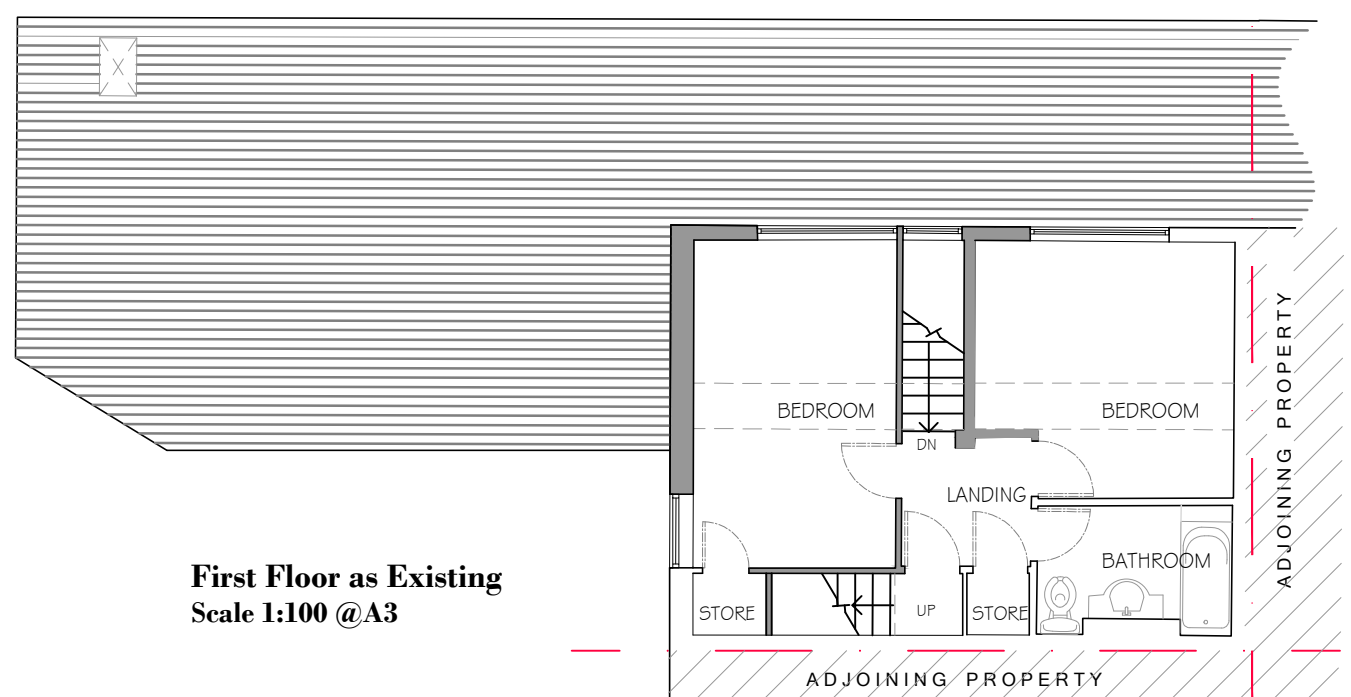 BEDROOM
BEDROOM
DN
LANDING
BATHROOM
First Floor as Existing
Scale 1:100 @A3
STORE
UP
STORE
ADJOINING PROPERTY
ADJOINING PROPERTY